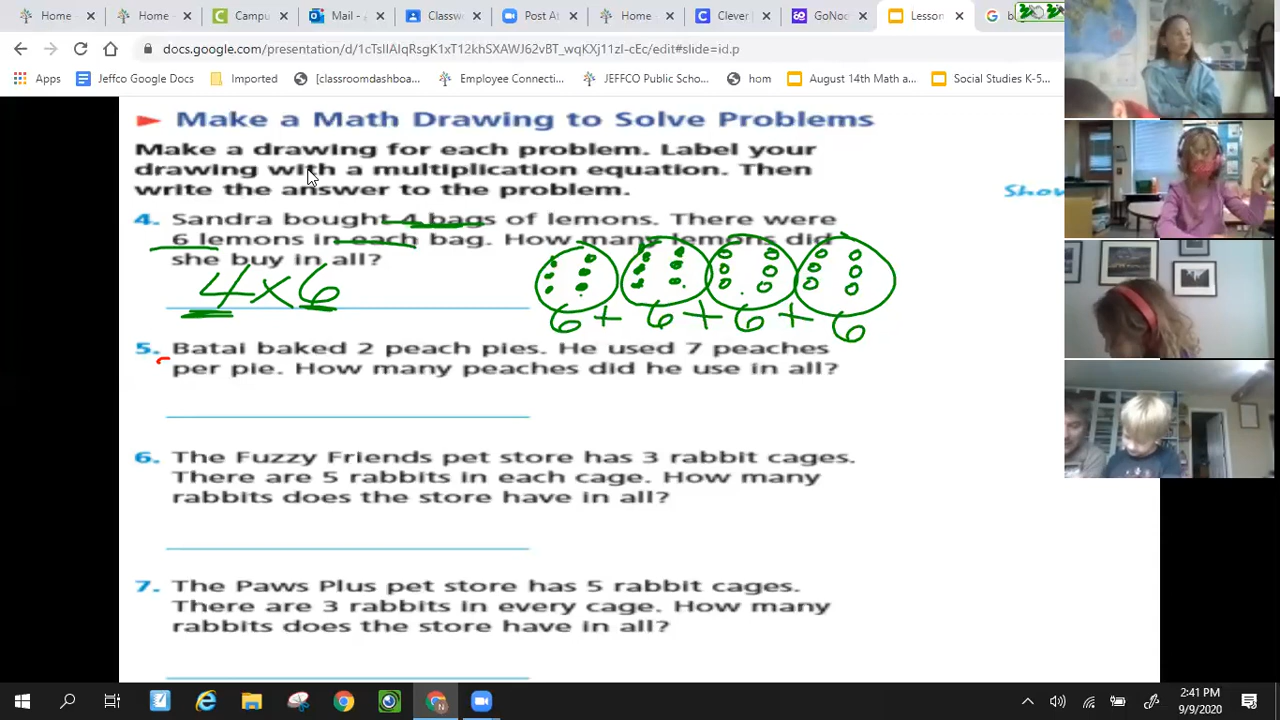 Home -
Home -
Campu
Mail -
Classw
Post At
Home -
Clever
GoNoo
Lesson
docs.google.com/presentation/d/
/edit#slide=id.p
Apps
Jeffco Google Docs
Imported
[classroomdashboa...
Employee Connecti...
JEFFCO Public Scho...
hom
August 14th Math a...
Social Studies K-5...
Make a Math Drawing to Solve Problems
Make a drawing for each problem. Label your
drawing with a multiplication equation. Then
write the answer to the problem.
Show
4. Sandra bought 4 bags of lemons. There were
6 lemons in each bag. How many lemons did
she buy in all?
4x6
6 + 6 + 6 + 6
5. Batai baked 2 peach pies. He used 7 peaches
per pie. How many peaches did he use in all?
6. The Fuzzy Friends pet store has 3 rabbit cages.
There are 5 rabbits in each cage. How many
rabbits does the store have in all?
7. The Paws Plus pet store has 5 rabbit cages.
There are 3 rabbits in every cage. How many
rabbits does the store have in all?
2:41 PM
9/9/2020